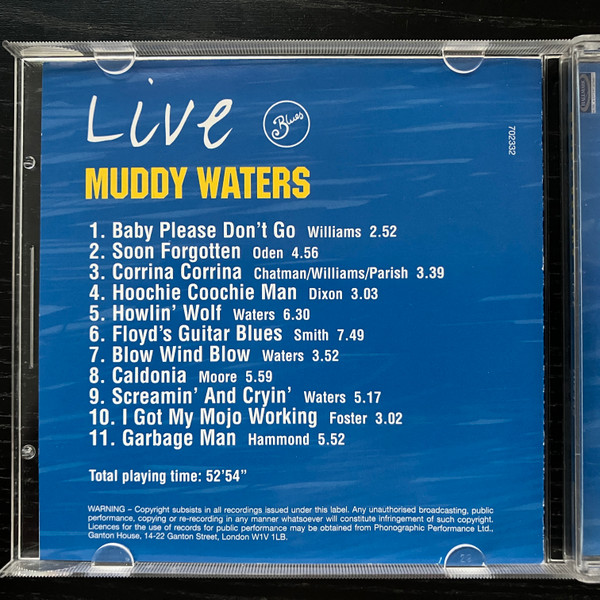 Live Blues
702332
MUDDY WATERS
1. Baby Please Don't Go Williams 2.52
2. Soon Forgotten Oden 4.56
3. Corrina Corrina Chatman/Williams/Parish 3.39
4. Hoochie Coochie Man Dixon 3.03
5. Howlin' Wolf Waters 6.30
6. Floyd's Guitar Blues Smith 7.49
7. Blow Wind Blow Waters 3.52
8. Caldonia Moore 5.59
9. Screamin' And Cryin' Waters 5.17
10. I Got My Mojo Working Foster 3.02
11. Garbage Man Hammond 5.52
Total playing time: 52'54"
WARNING – Copyright subsists in all recordings issued under this label. Any unauthorised broadcasting, public
performance, copying or re-recording in any manner whatsoever will constitute infringement of such copyright.
Licences for the use of records for public performance may be obtained from Phonographic Performance Ltd.,
Ganton House, 14-22 Ganton Street, London W1V 1LB.